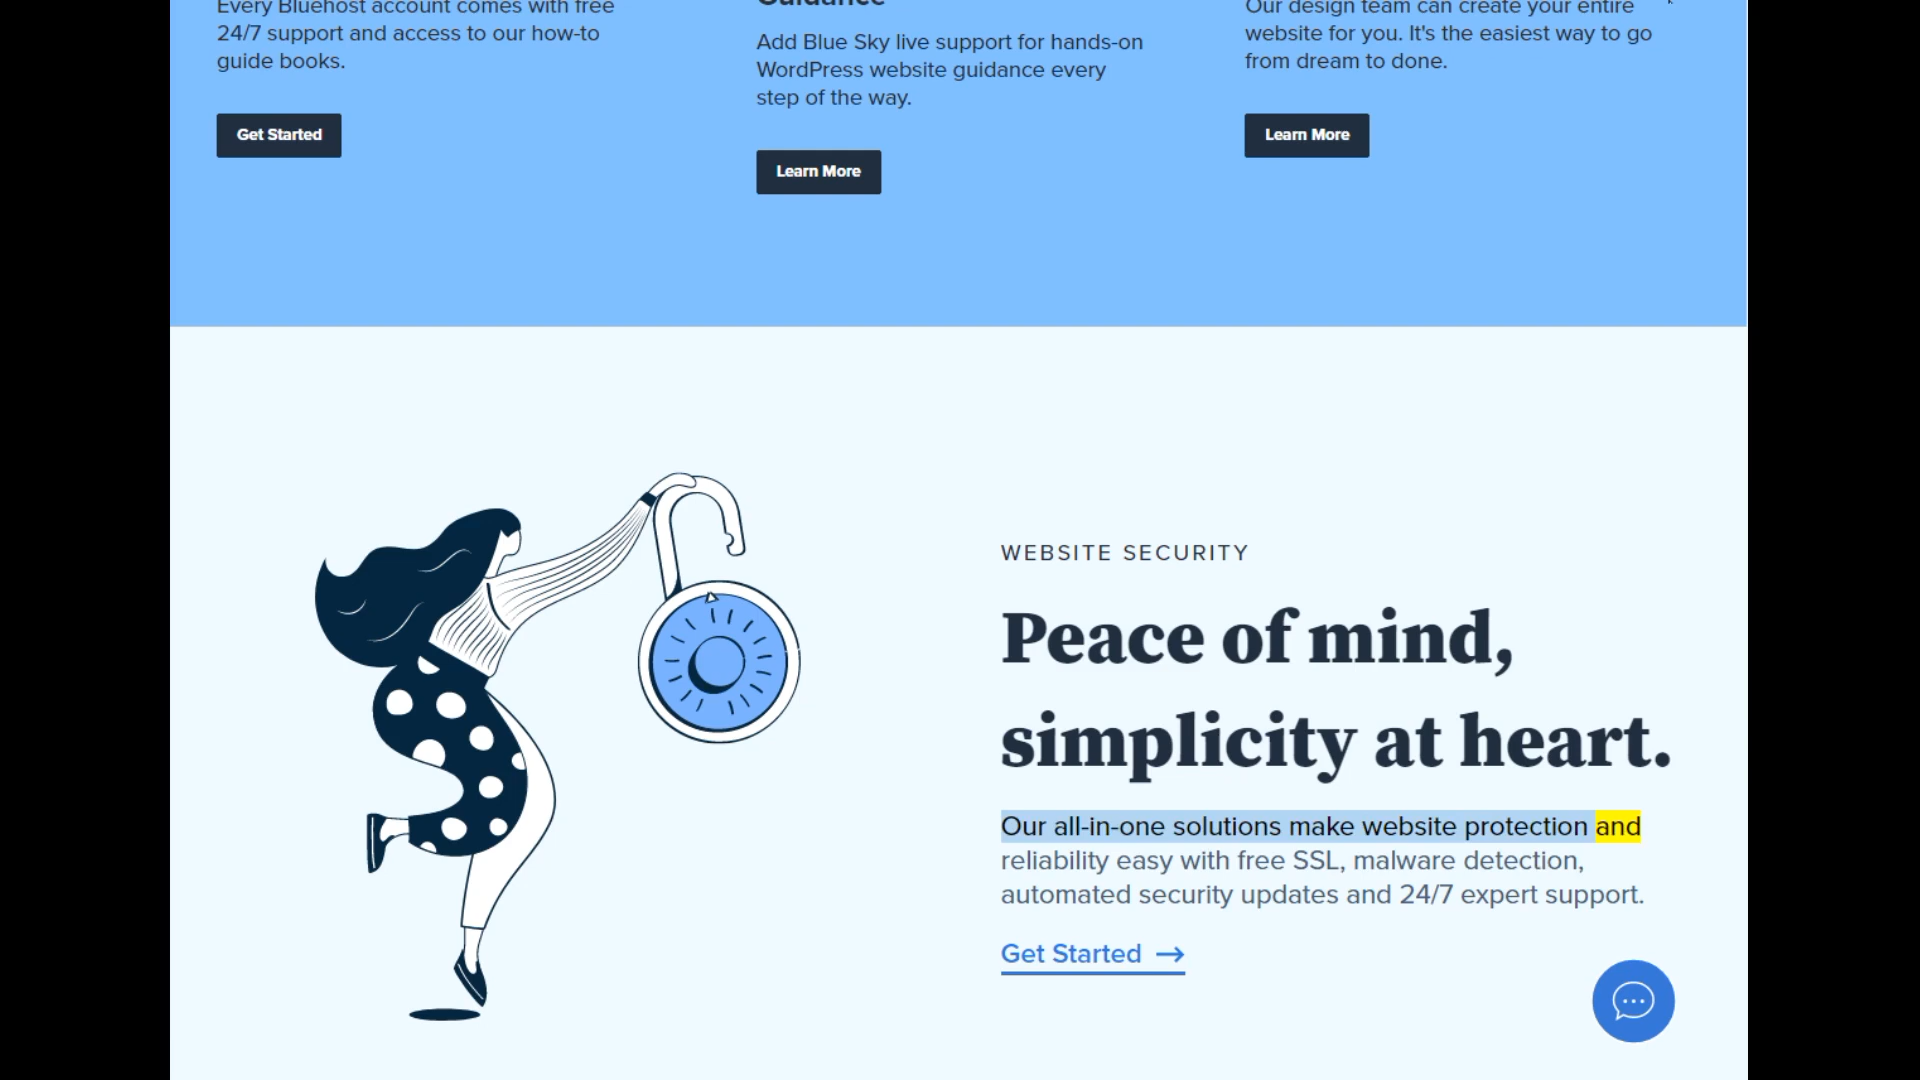 Every Bluehost account comes with free
24/7 support and access to our how-to
guide books.
Get Started
Guidance
Add Blue Sky live support for hands-on
WordPress website guidance every
step of the way.
Learn More
Our design team can create your entire
website for you. It's the easiest way to go
from dream to done.
Learn More
WEBSITE SECURITY
Peace of mind,
simplicity at heart.
Our all-in-one solutions make website protection and
reliability easy with free SSL, malware detection,
automated security updates and 24/7 expert support.
Get Started →